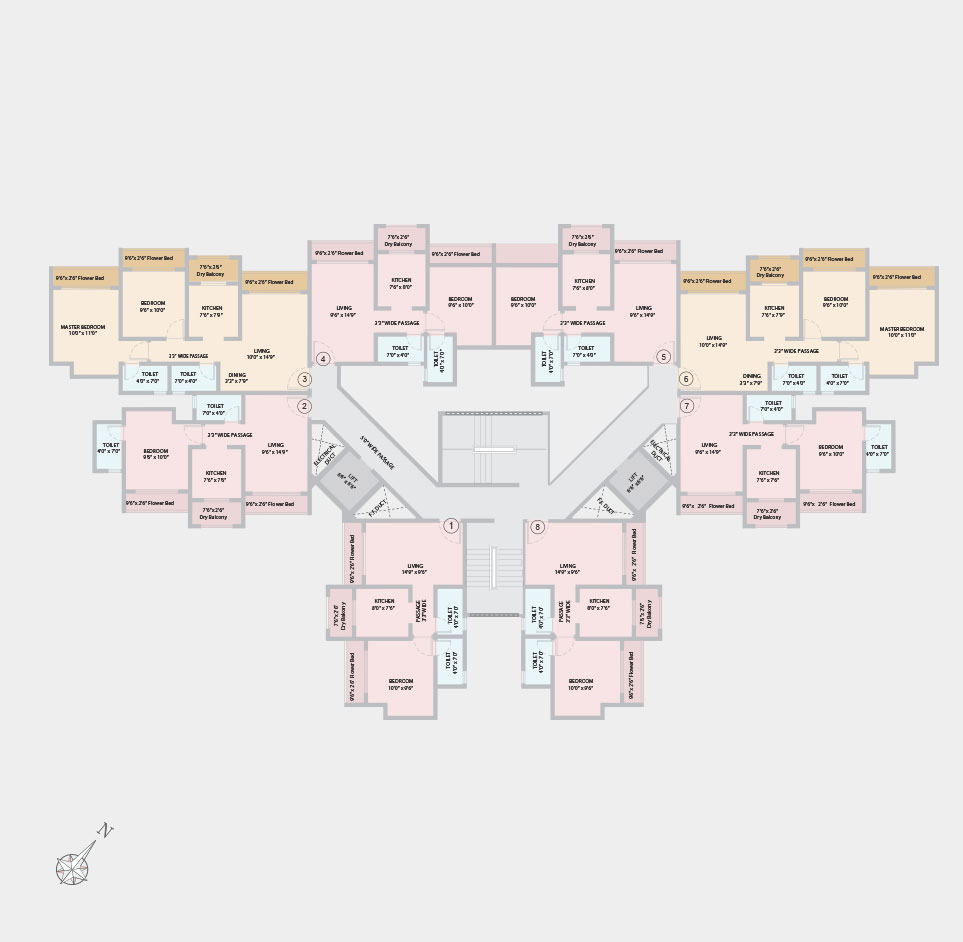 7'6"x 2'6"
Dry Balcony
7'6"x 2'6"
Dry Balcony
9'6"x 2'6" Flower Bed
9'6"x 2'6" Flower Bed
9'6"x 2'6" Flower Bed
9'6"x 2'6" Flower Bed
9'6"x 2'6" Flower Bed
7'6"x 2'6"
Dry Balcony
7'6"x 2'6"
Dry Balcony
9'6"x 2'6" Flower Bed
9'6"x 2'6" Flower Bed
9'6"x 2'6" Flower Bed
9'6"x 2'6" Flower Bed
KITCHEN
7'6"x 8'0"
KITCHEN
7'6"x 8'0"
BEDROOM
9'6"x 10'0"
KITCHEN
7'6"x 7'9"
LIVING
9'6"x 14'9"
BEDROOM
9'6"x 10'0"
BEDROOM
9'6"x 10'0"
LIVING
9'6"x 14'9"
KITCHEN
7'6"x 7'9"
BEDROOM
9'6"x 10'0"
MASTER BEDROOM
10'0"x 11'0"
3'3" WIDE PASSAGE
3'3" WIDE PASSAGE
MASTER BEDROOM
10'0"x 11'0"
3'3" WIDE PASSAGE
LIVING
10'0"x 14'9"
TOILET
7'0"x 4'0"
TOILET
4'0"x 7'0"
TOILET
4'0"x 7'0"
TOILET
7'0"x 4'0"
LIVING
10'0"x 14'9"
3'3" WIDE PASSAGE
4
5
TOILET
4'0"x 7'0"
TOILET
7'0"x 4'0"
DINING
3'3"x 7'9"
3
6
DINING
3'3"x 7'9"
TOILET
7'0"x 4'0"
TOILET
4'0"x 7'0"
TOILET
7'0"x 4'0"
2
7
TOILET
7'0"x 4'0"
3'3" WIDE PASSAGE
3'3" WIDE PASSAGE
TOILET
4'0"x 7'0"
BEDROOM
9'6"x 10'0"
LIVING
9'6"x 14'9"
ELECTRICAL
DUCT
5'0" WIDE PASSAGE
ELECTRICAL
DUCT
LIVING
9'6"x 14'9"
BEDROOM
9'6"x 10'0"
TOILET
4'0"x 7'0"
KITCHEN
7'6"x 7'6"
LIFT
6'6"x 6'6"
LIFT
6'6"x 6'6"
KITCHEN
7'6"x 7'6"
9'6"x 2'6" Flower Bed
7'6"x 2'6"
Dry Balcony
9'6"x 2'6" Flower Bed
F.F. DUCT
F.F. DUCT
9'6"x 2'6" Flower Bed
7'6"x 2'6"
Dry Balcony
9'6"x 2'6" Flower Bed
1
8
9'6"x 2'6" Flower Bed
LIVING
14'9"x 9'6"
LIVING
14'9"x 9'6"
9'6"x 2'6" Flower Bed
7'6"x 2'6"
Dry Balcony
KITCHEN
8'0"x 7'6"
PASSAGE
3'3"WIDE
TOILET
4'0"x 7'0"
TOILET
4'0"x 7'0"
PASSAGE
3'3"WIDE
KITCHEN
8'0"x 7'6"
7'6"x 2'6"
Dry Balcony
9'6"x 2'6" Flower Bed
BEDROOM
10'0"x 9'6"
TOILET
4'0"x 7'0"
TOILET
4'0"x 7'0"
BEDROOM
10'0"x 9'6"
9'6"x 2'6" Flower Bed
N